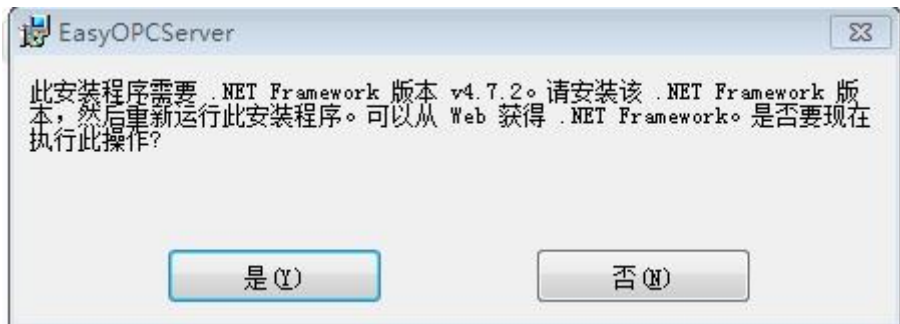 EasyOPCServer
此安装程序需要 .NET Framework 版本 v4.7.2。请安装该 .NET Framework 版
本，然后重新运行此安装程序。可以从 Web 获得 .NET Framework。是否要现在
执行此操作?
是(Y)
否(N)